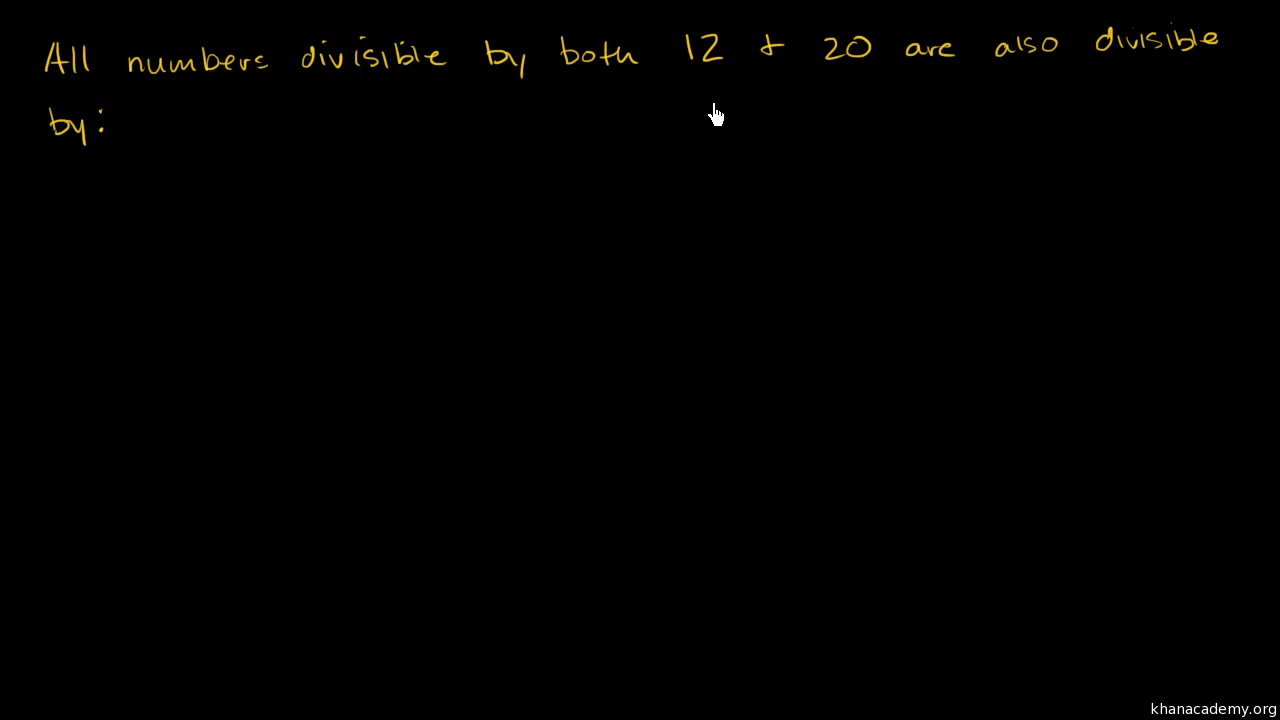 All numbers divisible by both 12 + 20 are also divisible
by:
khanacademy.org